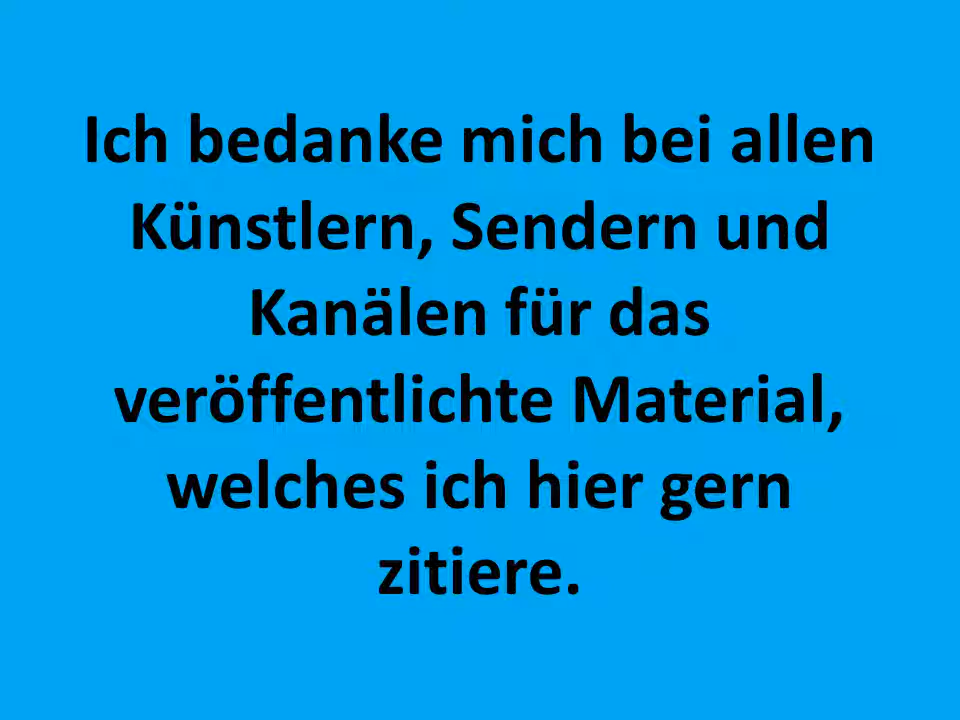 Ich bedanke mich bei allen
Künstlern, Sendern und
Kanälen für das
veröffentlichte Material,
welches ich hier gern
zitiere.